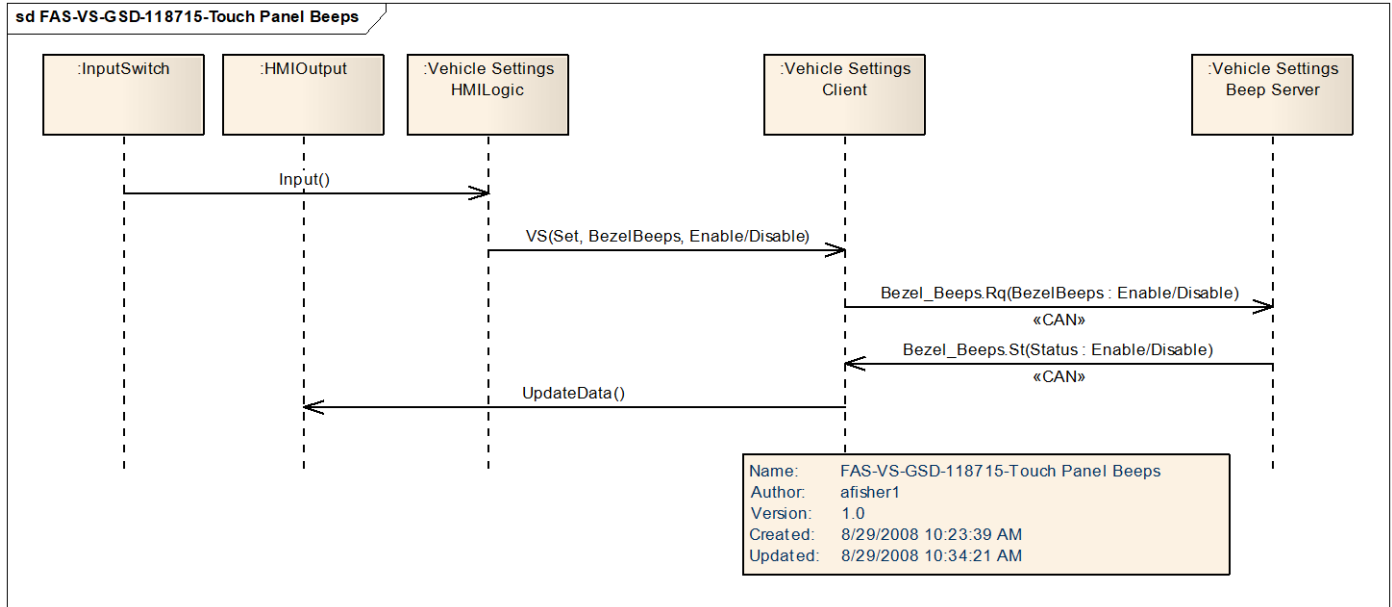 sd FAS-VS-GSD-118715-Touch Panel Beeps
:InputSwitch
:HMIOutput
:Vehicle Settings
HMILogic
:Vehicle Settings
Client
:Vehicle Settings
Beep Server
Input()
VS(Set, BezelBeeps, Enable/Disable)
Bezel_Beeps.Rq(BezelBeeps : Enable/Disable)
«CAN»
Bezel_Beeps.St(Status : Enable/Disable)
«CAN»
UpdateData()
Name: FAS-VS-GSD-118715-Touch Panel Beeps
Author: afisher1
Version: 1.0
Created: 8/29/2008 10:23:39 AM
Updated: 8/29/2008 10:34:21 AM